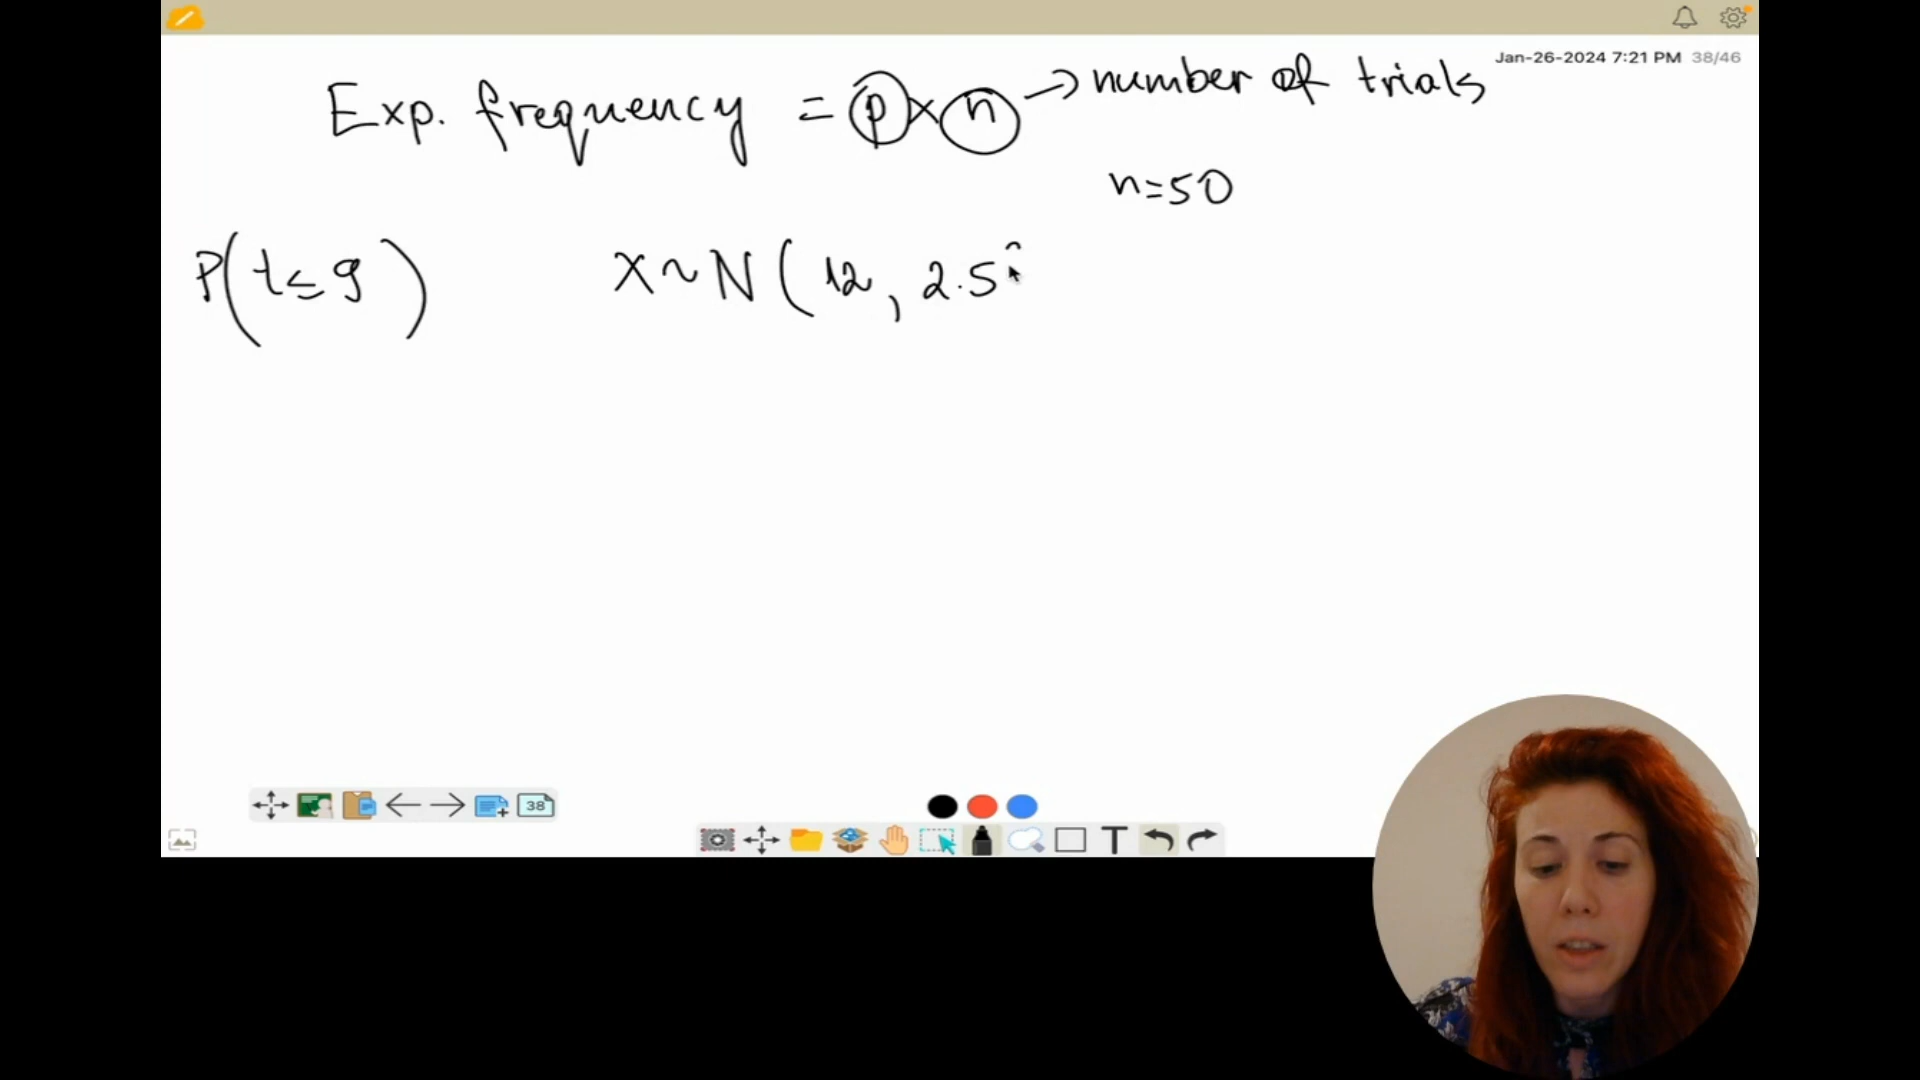 Jan-26-2024 7:21 PM 38/46
Exp. frequency = p × n → number of trials
n=50
P(t≤9) X~N(12, 2.5²
38
T